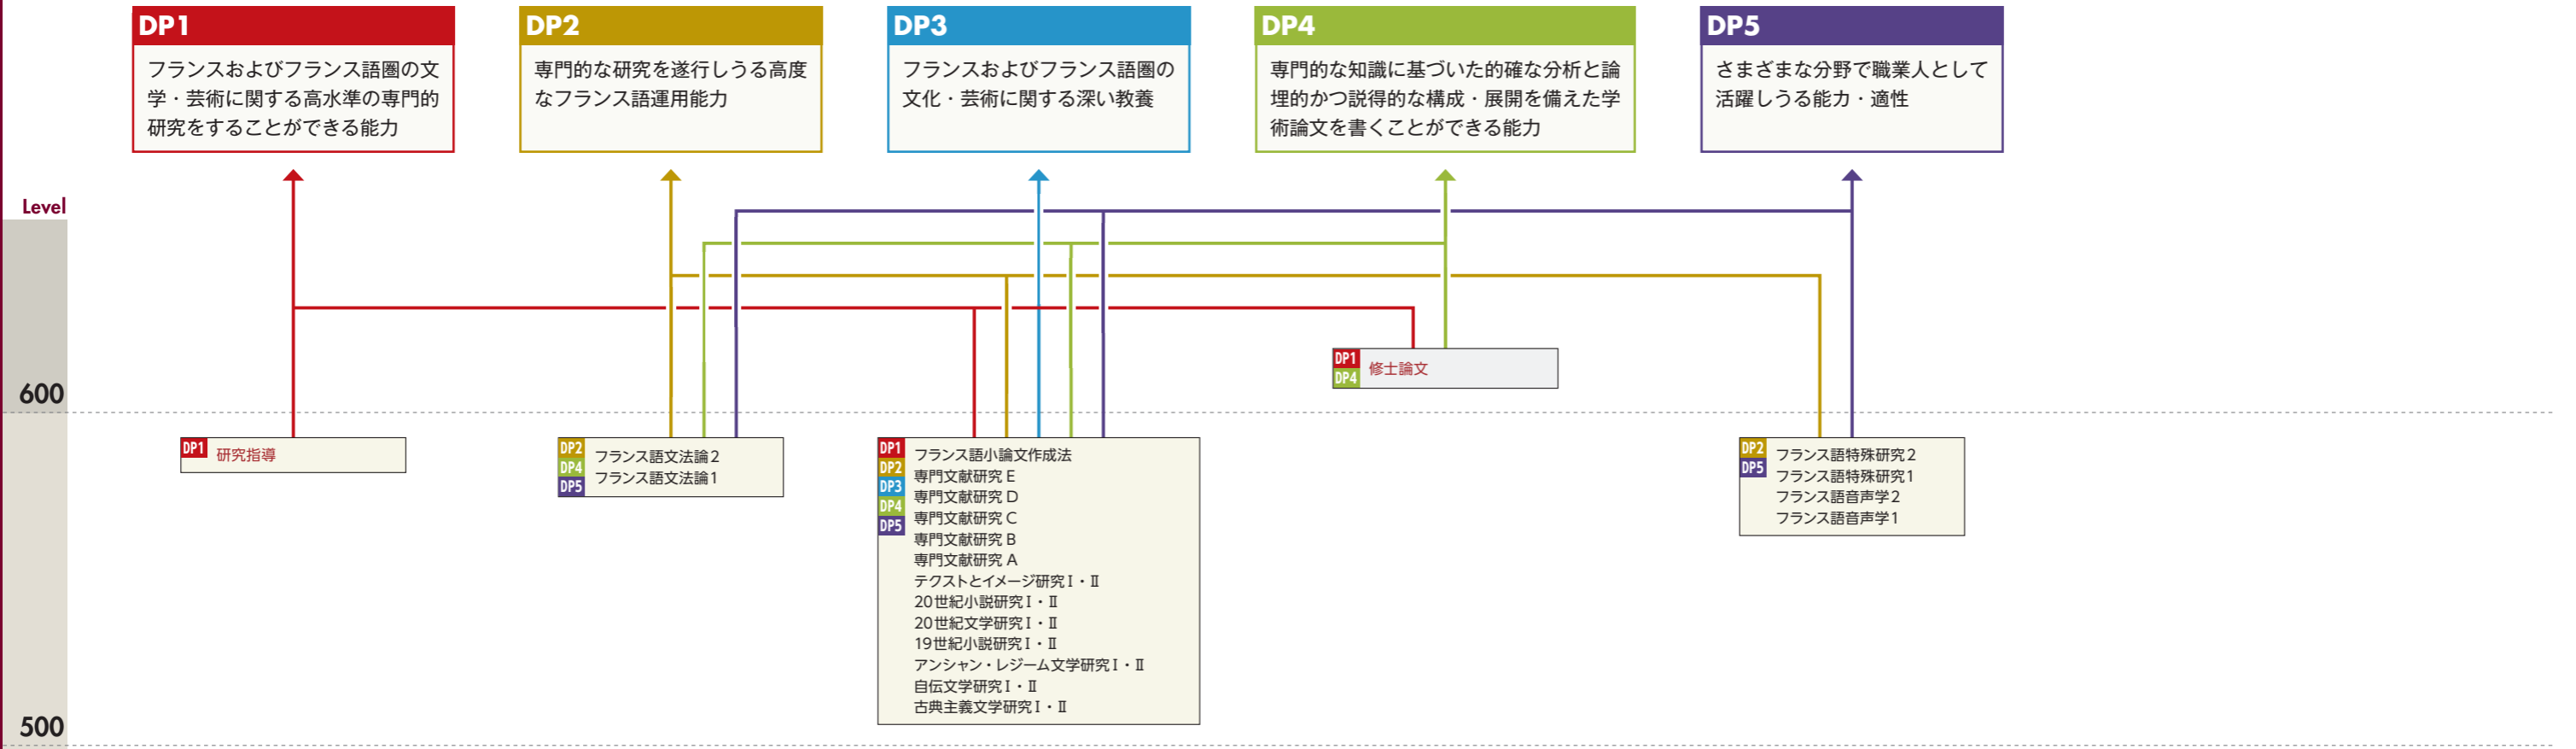 DP1
フランスおよびフランス語圏の文
学・芸術に関する高水準の専門的
研究をすることができる能力
DP2
専門的な研究を遂行しうる高度
なフランス語運用能力
DP3
フランスおよびフランス語圏の
文化・芸術に関する深い教養
DP4
専門的な知識に基づいた的確な分析と論
埋的かつ説得的な構成・展開を備えた学
術論文を書くことができる能力
DP5
さまざまな分野で職業人として
活躍しうる能力・適性
Level
600
DP1
DP4
修士論文
DP1
研究指導
DP2
DP4
DP5
フランス語文法論2
フランス語文法論1
DP1
DP2
DP3
DP4
DP5
フランス語小論文作成法
専門文献研究 E
専門文献研究 D
専門文献研究 C
専門文献研究 B
専門文献研究 A
テクストとイメージ研究Ⅰ・Ⅱ
20世紀小説研究Ⅰ・Ⅱ
20世紀文学研究Ⅰ・Ⅱ
19世紀小説研究Ⅰ・Ⅱ
アンシャン・レジーム文学研究Ⅰ・Ⅱ
自伝文学研究Ⅰ・Ⅱ
古典主義文学研究Ⅰ・Ⅱ
DP2
DP5
フランス語特殊研究2
フランス語特殊研究1
フランス語音声学2
フランス語音声学1
500